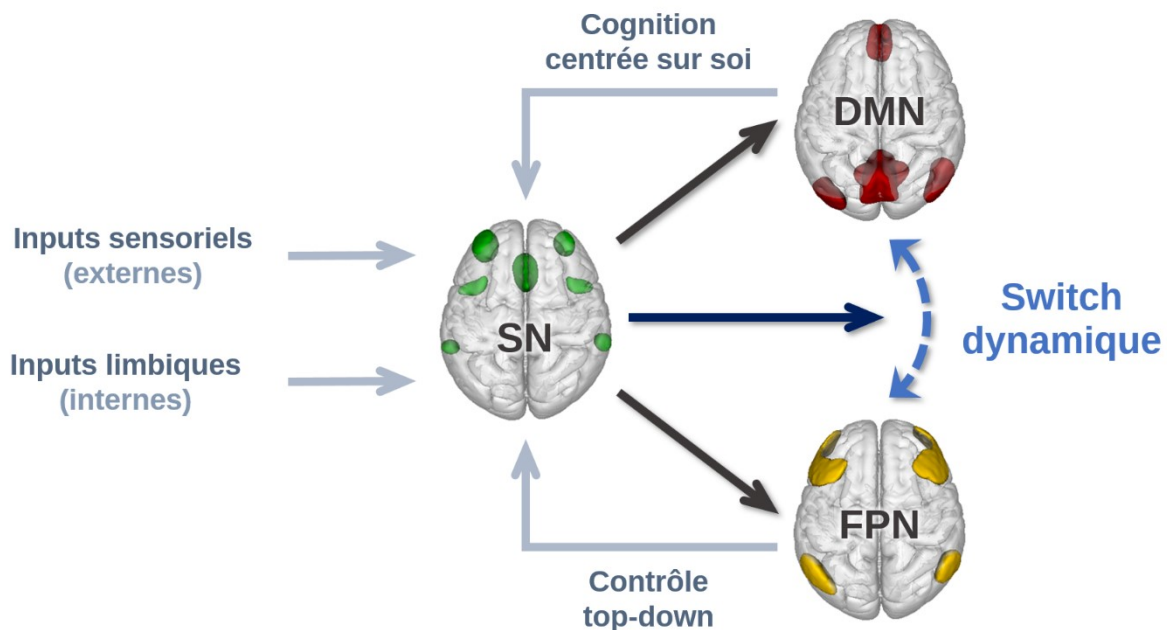 Cognition
centrée sur soi
DMN
Inputs sensoriels
(externes)
SN
Switch
dynamique
Inputs limbiques
(internes)
FPN
Contrôle
top-down